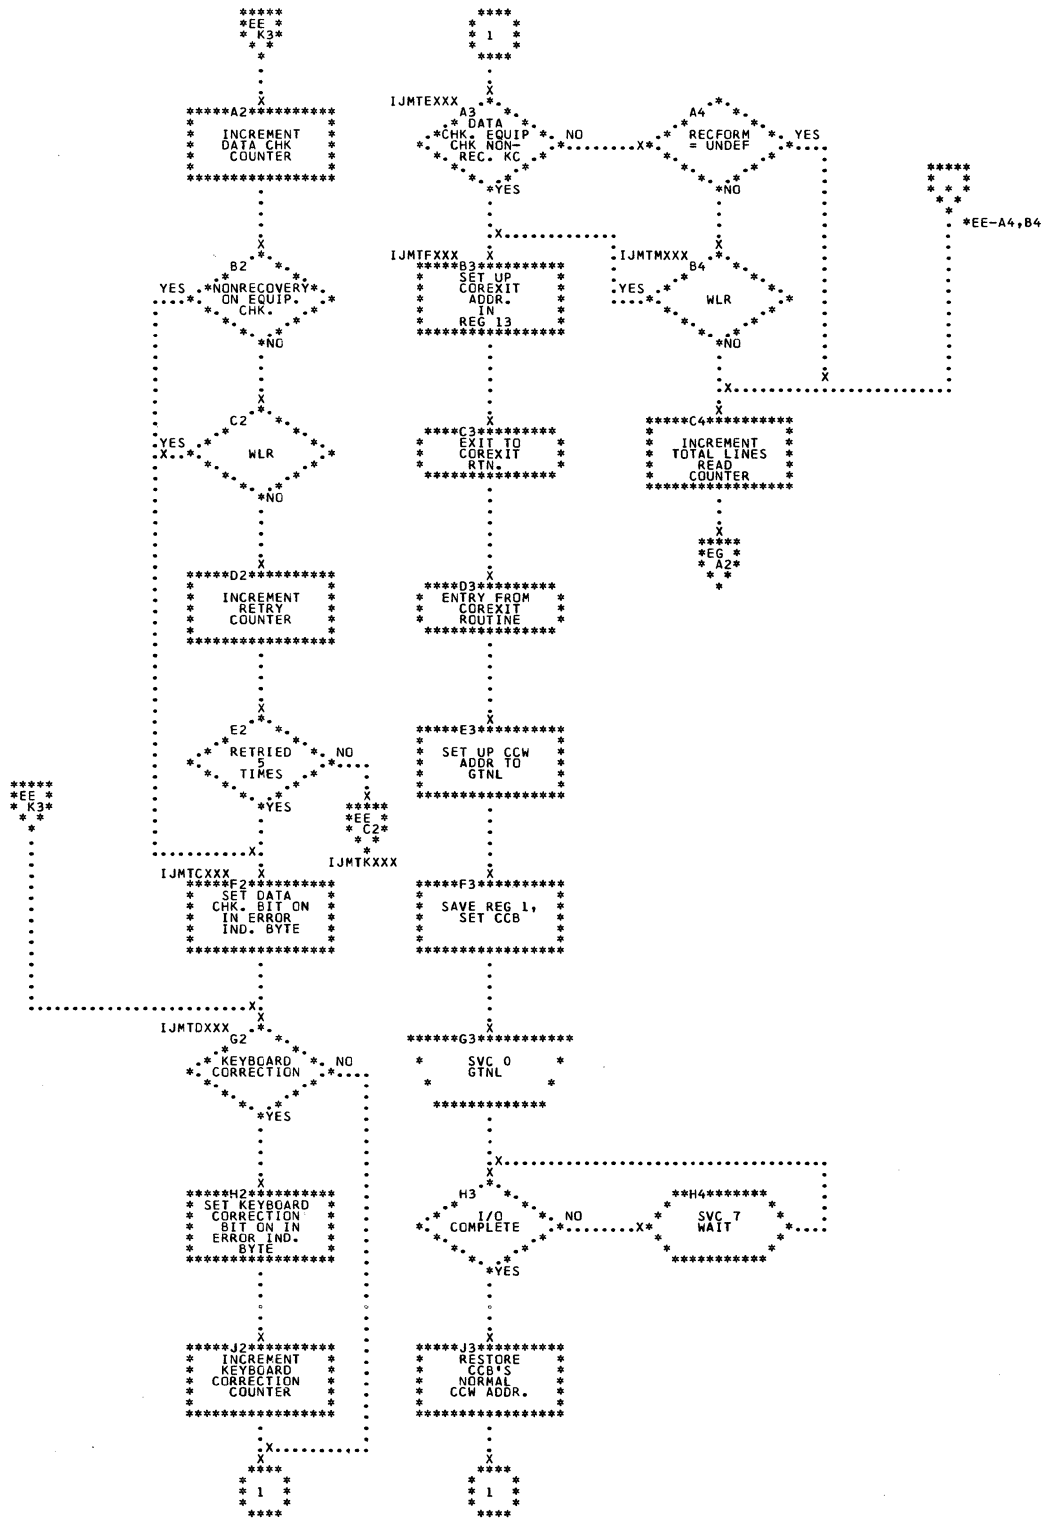 EE
K3
1
A2
INCREMENT
DATA CHK
COUNTER
IJMTEXXX
A3
DATA
CHK. EQUIP
CHK NON-
REC. KC
NO
YES
A4
RECFORM
= UNDEF
YES
NO
*EE-A4,B4
B2
NONRECOVERY
ON EQUIP.
CHK.
YES
NO
IJMTFXXX
B3
SET UP
COREXIT
ADDR.
IN
REG 13
IJMTMXXX
B4
WLR
YES
NO
C2
WLR
YES
NO
C3
EXIT TO
COREXIT
RTN.
C4
INCREMENT
TOTAL LINES
READ
COUNTER
EG
A2
D2
INCREMENT
RETRY
COUNTER
D3
ENTRY FROM
COREXIT
ROUTINE
E2
RETRIED
5
TIMES
NO
YES
EE
C2
IJMTKXXX
E3
SET UP CCW
ADDR TO
GTNL
EE
K3
IJMTCXXX
F2
SET DATA
CHK. BIT ON
IN ERROR
IND. BYTE
F3
SAVE REG 1,
SET CCB
IJMTDXXX
G2
KEYBOARD
CORRECTION
NO
YES
G3
SVC 0
GTNL
H2
SET KEYBOARD
CORRECTION
BIT ON IN
ERROR IND.
BYTE
H3
I/O
COMPLETE
NO
YES
H4
SVC 7
WAIT
J2
INCREMENT
KEYBOARD
CORRECTION
COUNTER
J3
RESTORE
CCB'S
NORMAL
CCW ADDR.
1
1